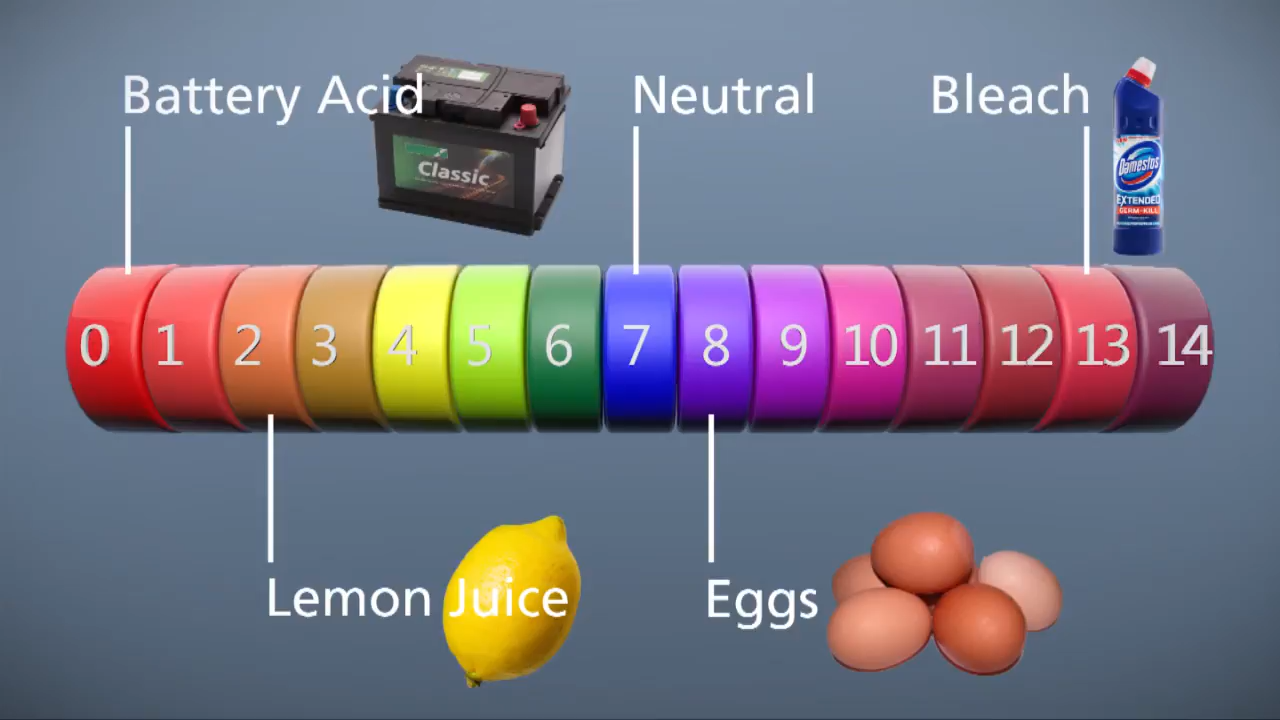 Battery Acid
Neutral
Bleach
Classic
Domestos
EXTENDED
GERM-KILL
0 1 2 3 4 5 6 7 8 9 10 11 12 13 14
Lemon Juice
Eggs